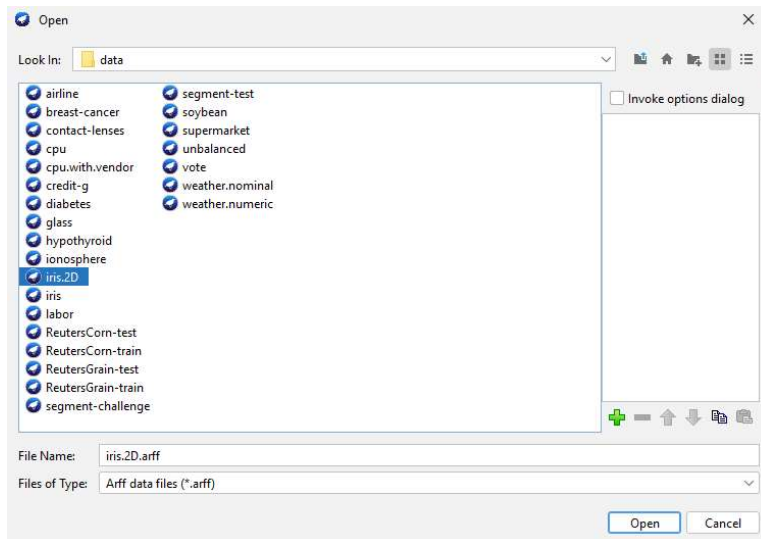 Open
Look In: data
airline
breast-cancer
contact-lenses
cpu
cpu.with.vendor
credit-g
diabetes
glass
hypothyroid
ionosphere
iris.2D
iris
labor
ReutersCorn-test
ReutersCorn-train
ReutersGrain-test
ReutersGrain-train
segment-challenge
segment-test
soybean
supermarket
unbalanced
vote
weather.nominal
weather.numeric
Invoke options dialog
File Name: iris.2D.arff
Files of Type: Arff data files (*.arff)
Open Cancel